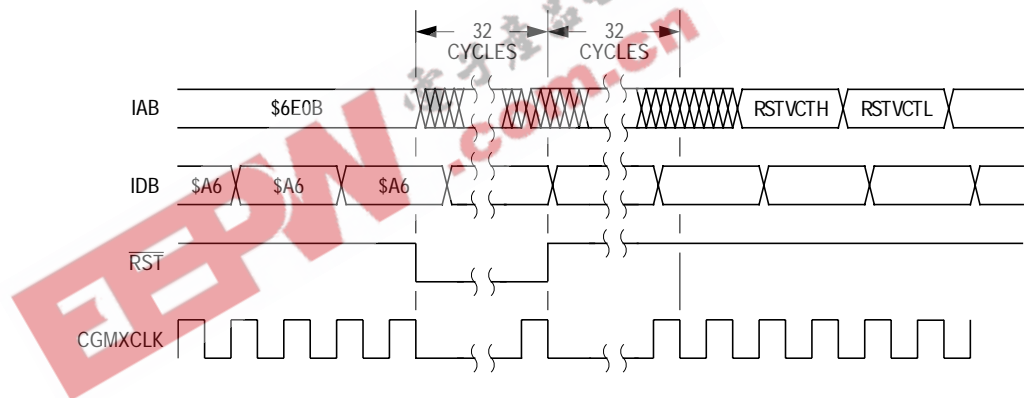 32 CYCLES
32 CYCLES
IAB
$6E0B
RSTVCTH
RSTVCTL
IDB
$A6
$A6
$A6
RST
CGMXCLK
EEPW
.com.cn